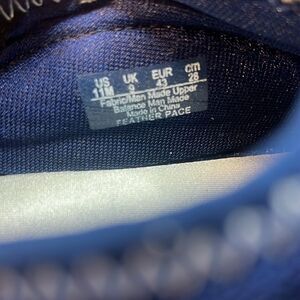 US UK EUR cm
11M 9 43 28
Fabric/Man Made Upper
Balance Man Made
Made in China
FEATHER PACE